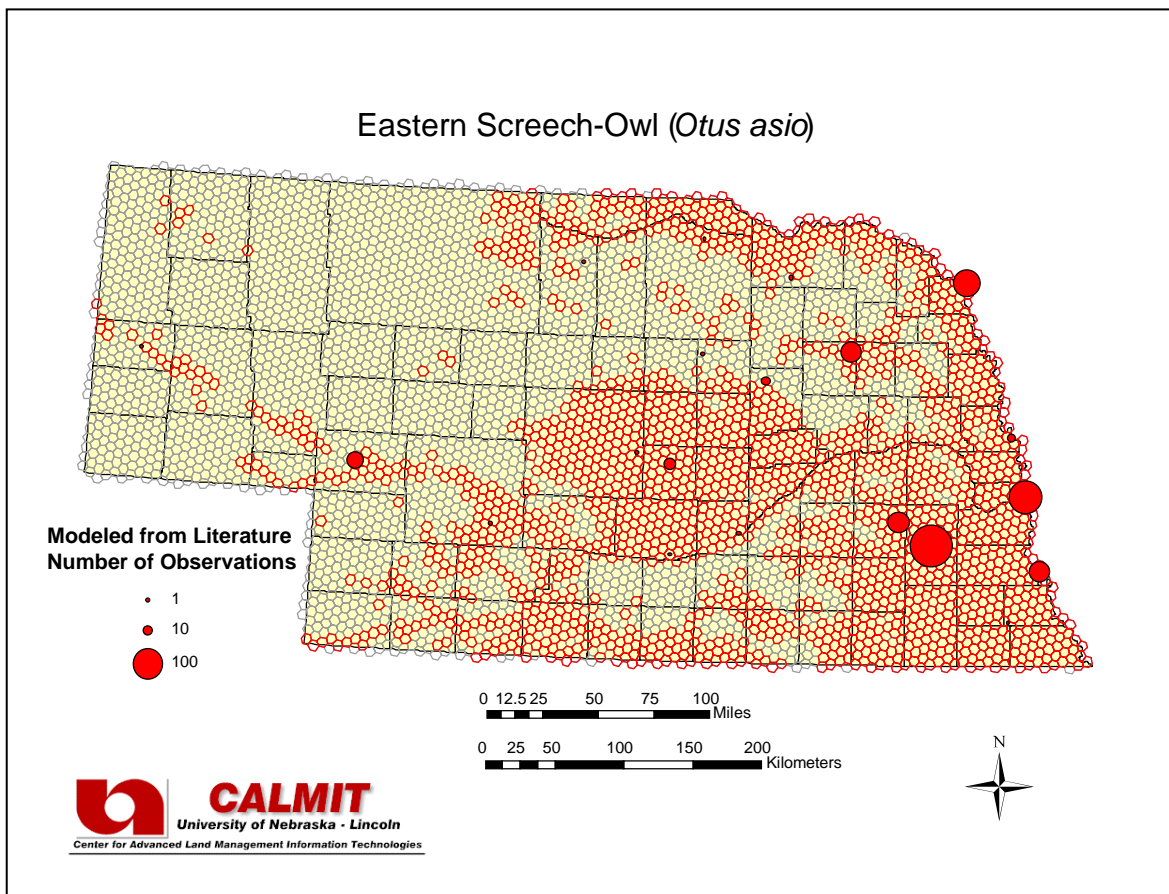 Eastern Screech-Owl (Otus asio)
Modeled from Literature
Number of Observations
1
10
100
0 12.5 25 50 75 100
Miles
0 25 50 100 150 200
Kilometers
N
CALMIT
University of Nebraska - Lincoln
Center for Advanced Land Management Information Technologies